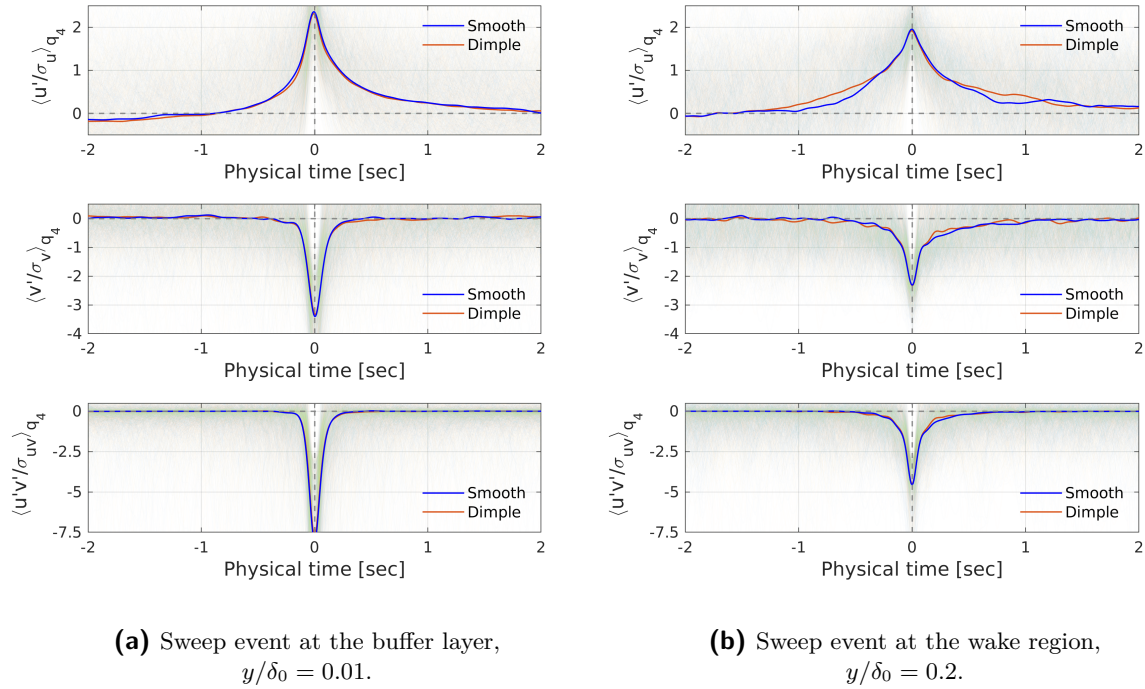 ⟨u'/σu⟩q4
2
1
0
Smooth
Dimple
-2 -1 0 1 2
Physical time [sec]
⟨v'/σv⟩q4
0
-1
-2
-3
-4
Smooth
Dimple
-2 -1 0 1 2
Physical time [sec]
⟨u'v'/σuv⟩q4
0
-2.5
-5
-7.5
Smooth
Dimple
-2 -1 0 1 2
Physical time [sec]
(a) Sweep event at the buffer layer,
y/δ0 = 0.01.
⟨u'/σu⟩q4
2
1
0
Smooth
Dimple
-2 -1 0 1 2
Physical time [sec]
⟨v'/σv⟩q4
0
-1
-2
-3
-4
Smooth
Dimple
-2 -1 0 1 2
Physical time [sec]
⟨u'v'/σuv⟩q4
0
-2.5
-5
-7.5
Smooth
Dimple
-2 -1 0 1 2
Physical time [sec]
(b) Sweep event at the wake region,
y/δ0 = 0.2.